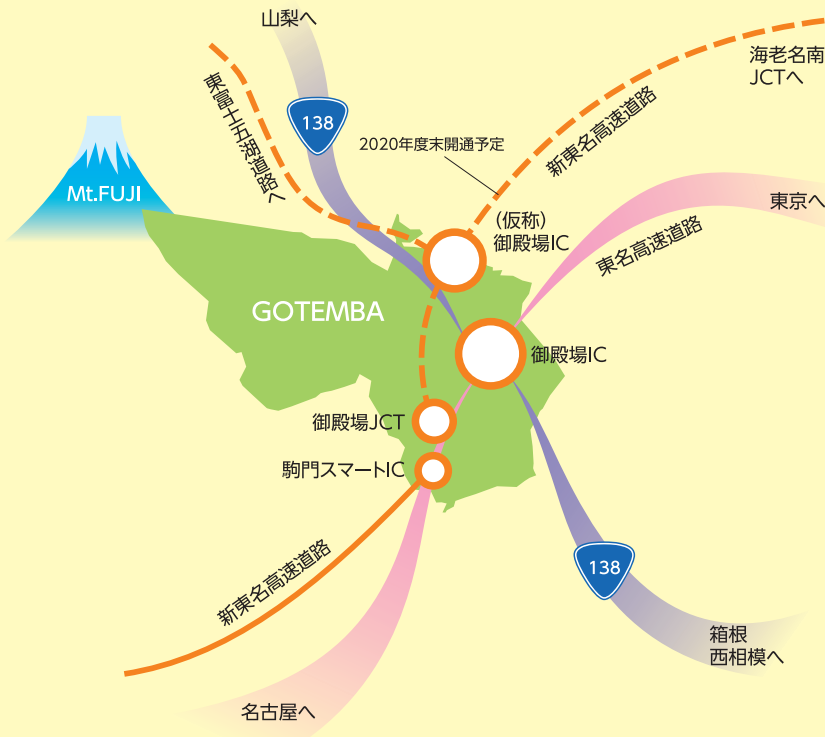 山梨へ
海老名南
JCTへ
東富士五湖道路へ
138
新東名高速道路
2020年度末開通予定
Mt.FUJI
東京へ
(仮称)
御殿場IC
東名高速道路
GOTEMBA
御殿場IC
御殿場JCT
駒門スマートIC
新東名高速道路
138
箱根
西相模へ
名古屋へ